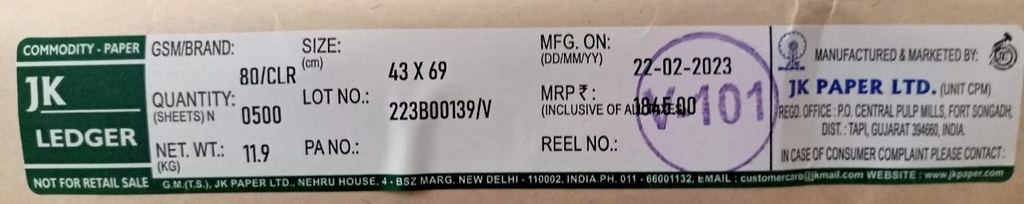 COMMODITY - PAPER
JK
LEDGER
NOT FOR RETAIL SALE
GSM/BRAND: 80/CLR
QUANTITY: 0500
(SHEETS) N
NET. WT.: 11.9
(KG)
SIZE:
(cm) 43 X 69
LOT NO.: 223B00139/V
PA NO.:
MFG. ON:
(DD/MM/YY) 22-02-2023
MRP ₹ :
(INCLUSIVE OF 1845.00
REEL NO.:
V-101
MANUFACTURED & MARKETED BY:
JK PAPER LTD. (UNIT CPM)
REGD. OFFICE : P.O. CENTRAL PULP MILLS, FORT SONGADH,
DIST. : TAPI, GUJARAT 394660, INDIA.
IN CASE OF CONSUMER COMPLAINT PLEASE CONTACT :
G.M.(T.S.), JK PAPER LTD., NEHRU HOUSE, 4 - BSZ MARG, NEW DELHI - 110002, INDIA.PH. 011 - 66001132, EMAIL : customercare@jkmail.com WEBSITE : www.jkpaper.com